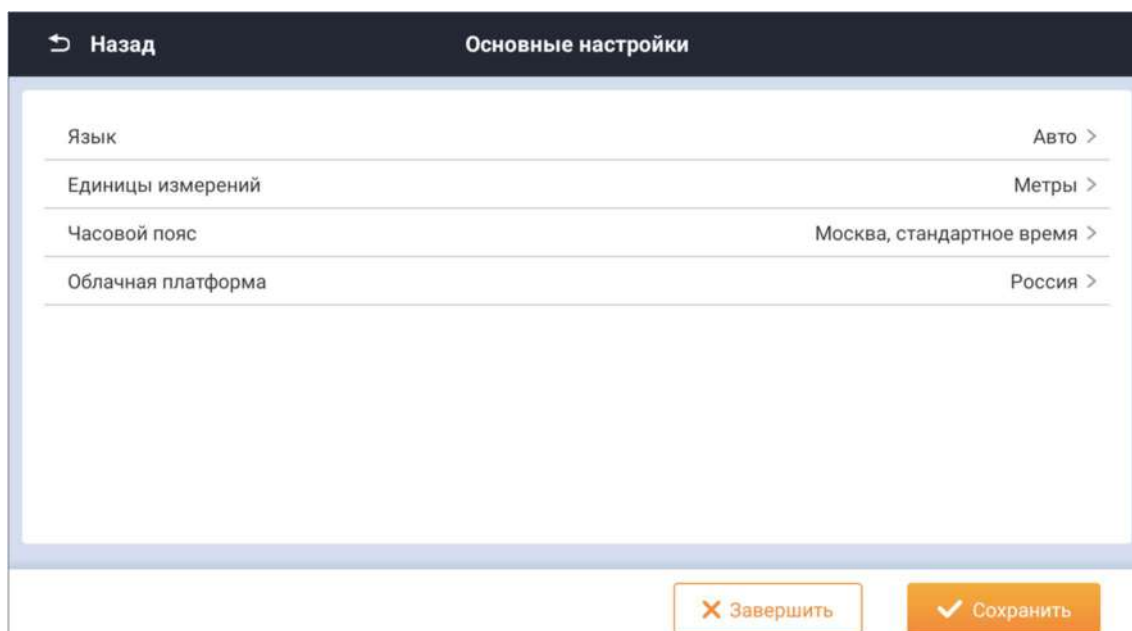 Назад
Основные настройки
Язык Авто
Единицы измерений Метры
Часовой пояс Москва, стандартное время
Облачная платформа Россия
Завершить
Сохранить